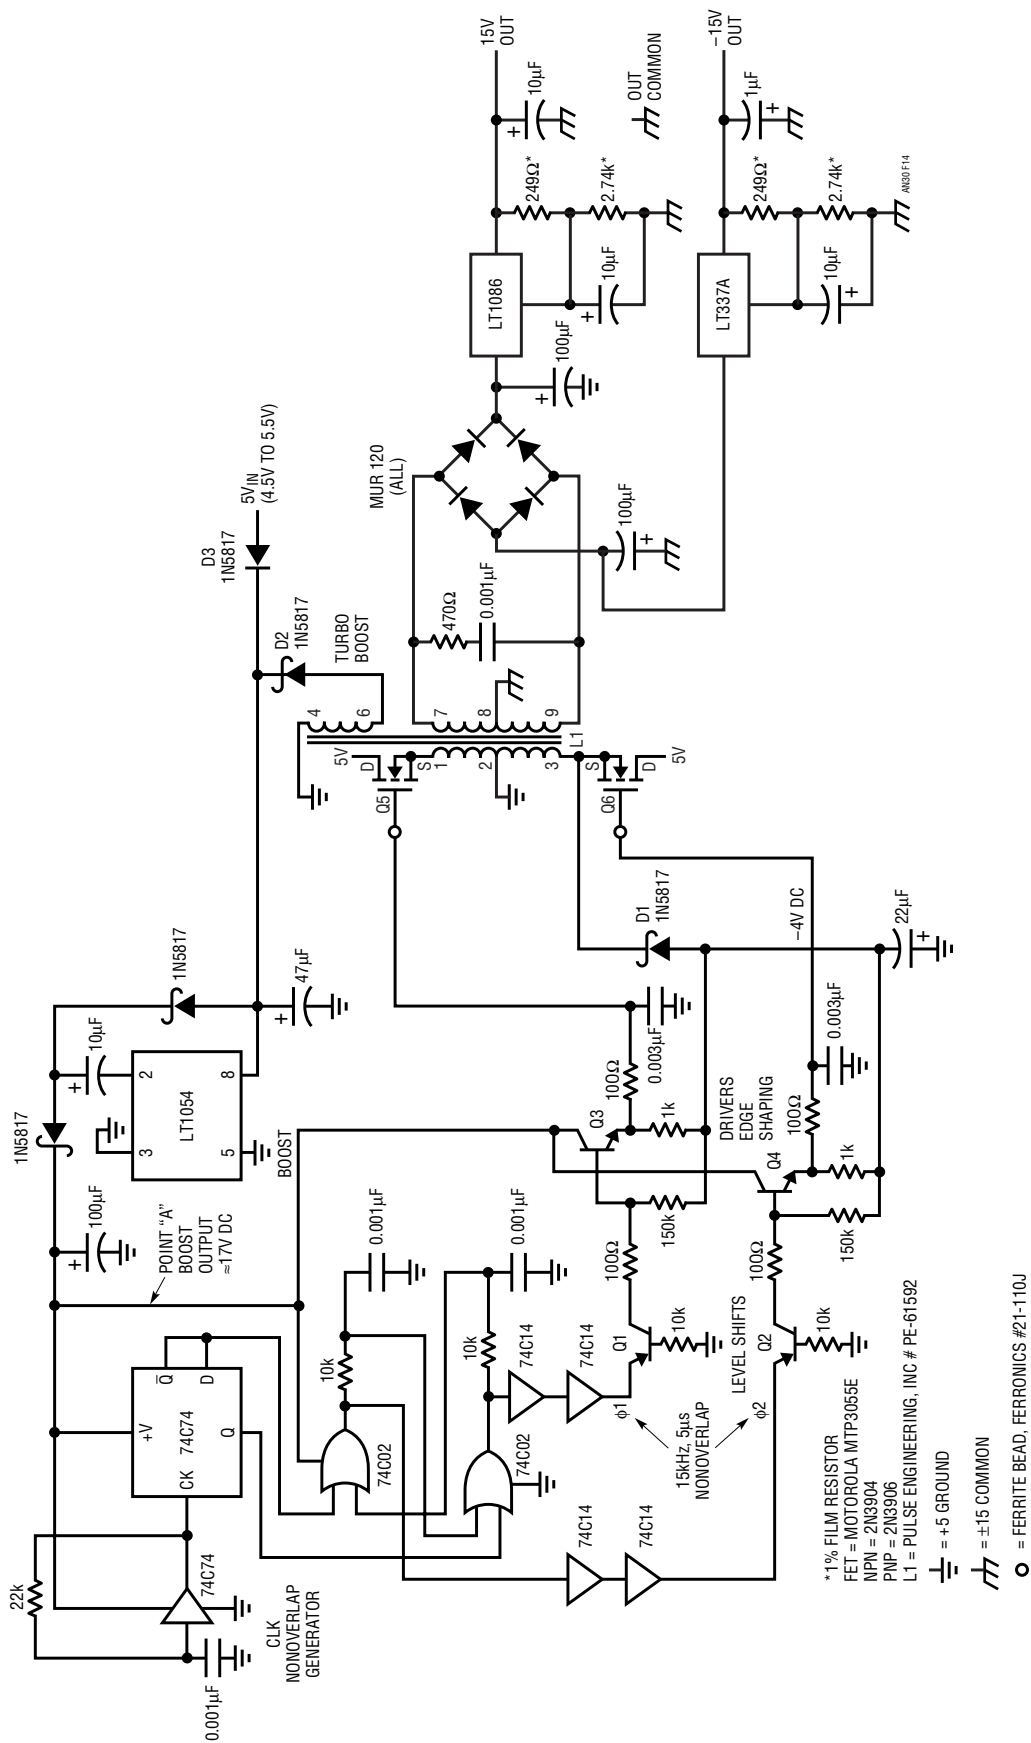 15V
OUT
10µF
+
OUT
COMMON
249Ω*
2.74k*
10µF
+
LT1086
100µF
+
–15V
OUT
1µF
+
249Ω*
2.74k*
10µF
+
LT337A
AN30 F14
MUR 120
(ALL)
100µF
+
470Ω
0.001µF
5VIN
(4.5V TO 5.5V)
D3
1N5817
D2
1N5817
TURBO
BOOST
4
6
7
8
9
L1
1
2
3
5V
D
S
Q5
S
D
Q6
5V
1N5817
47µF
+
10µF
+
2
8
LT1054
3
5
BOOST
1N5817
100µF
+
POINT “A”
BOOST
OUTPUT
≈17V DC
D1
1N5817
–4V DC
22µF
+
0.003µF
100Ω
Q3
1k
DRIVERS
EDGE
SHAPING
0.003µF
100Ω
Q4
1k
150k
100Ω
150k
100Ω
0.001µF
0.001µF
10k
10k
Q1
10k
LEVEL SHIFTS
Q2
10k
ϕ1
ϕ2
15kHz, 5µs
NONOVERLAP
74C14
74C14
74C02
74C02
74C14
74C14
Q
D
+V
CK 74C74
Q
22k
74C74
0.001µF
CLK
NONOVERLAP
GENERATOR
*1% FILM RESISTOR
FET = MOTOROLA MTP3055E
NPN = 2N3904
PNP = 2N3906
L1 = PULSE ENGINEERING, INC # PE-61592
= +5 GROUND
= ±15 COMMON
= FERRITE BEAD, FERRONICS #21-110J